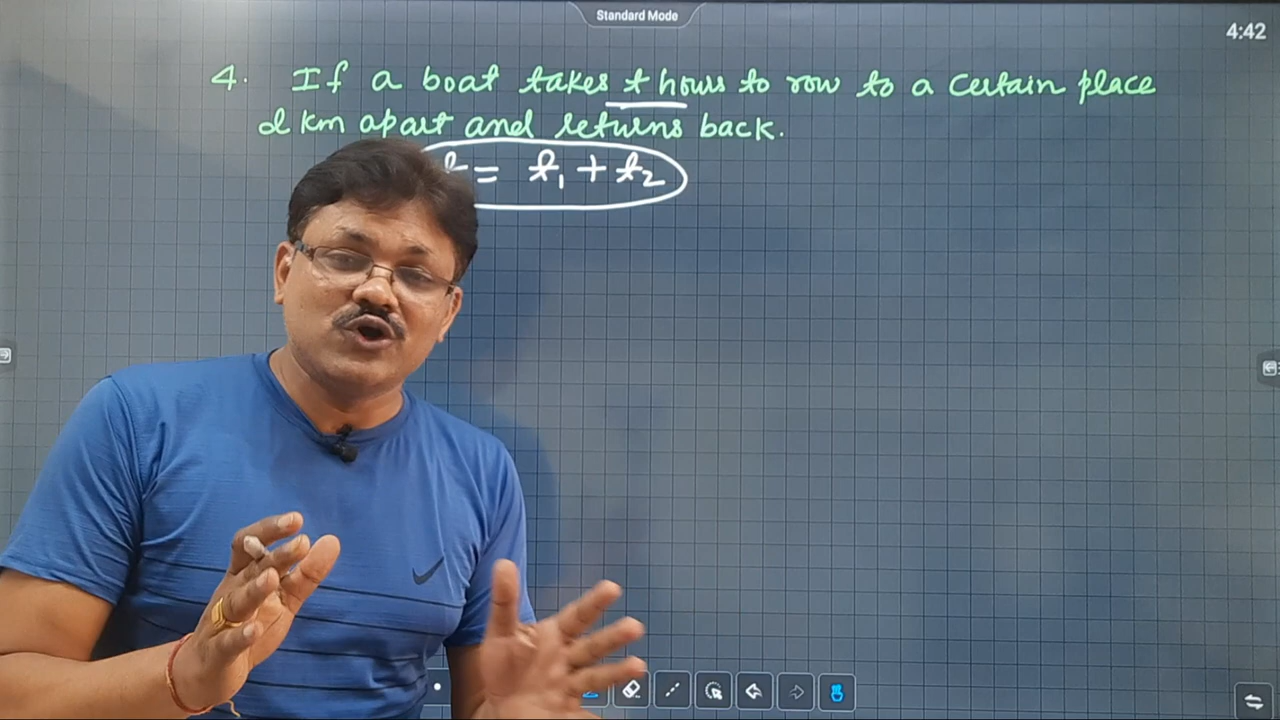 Standard Mode
4:42
4. If a boat takes t hours to row to a certain place
d km apart and returns back.
t = t₁ + t₂